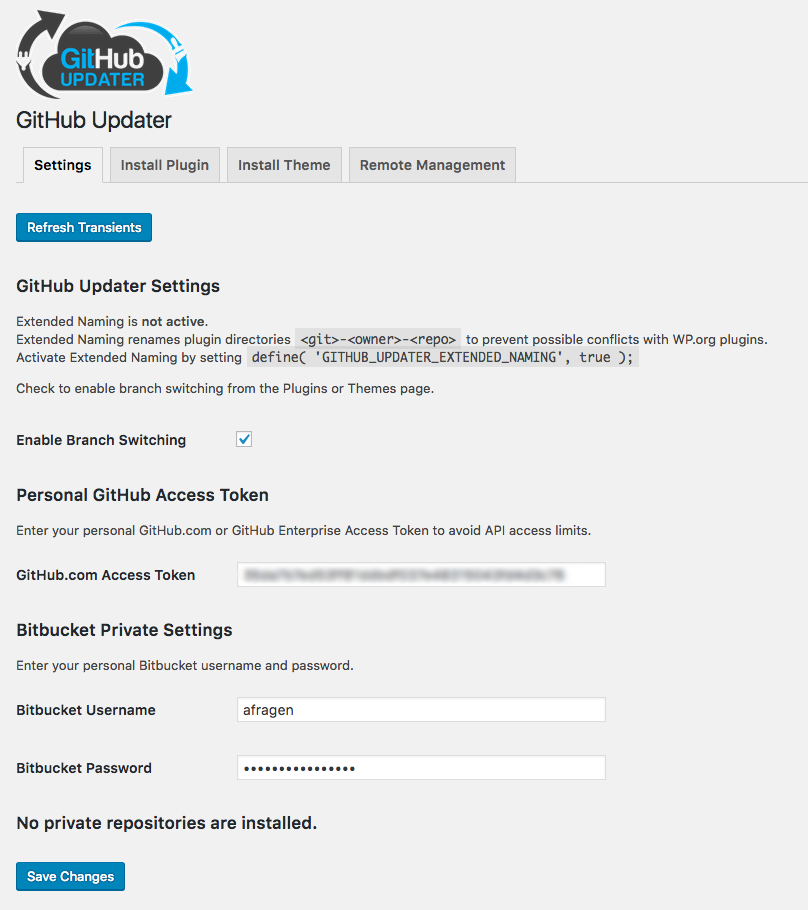 GitHub
UPDATER
GitHub Updater
Settings Install Plugin Install Theme Remote Management
Refresh Transients
GitHub Updater Settings
Extended Naming is not active.
Extended Naming renames plugin directories <git>-<owner>-<repo> to prevent possible conflicts with WP.org plugins.
Activate Extended Naming by setting define( 'GITHUB_UPDATER_EXTENDED_NAMING', true );
Check to enable branch switching from the Plugins or Themes page.
Enable Branch Switching
Personal GitHub Access Token
Enter your personal GitHub.com or GitHub Enterprise Access Token to avoid API access limits.
GitHub.com Access Token
Bitbucket Private Settings
Enter your personal Bitbucket username and password.
Bitbucket Username afragen
Bitbucket Password ••••••••••••••••
No private repositories are installed.
Save Changes